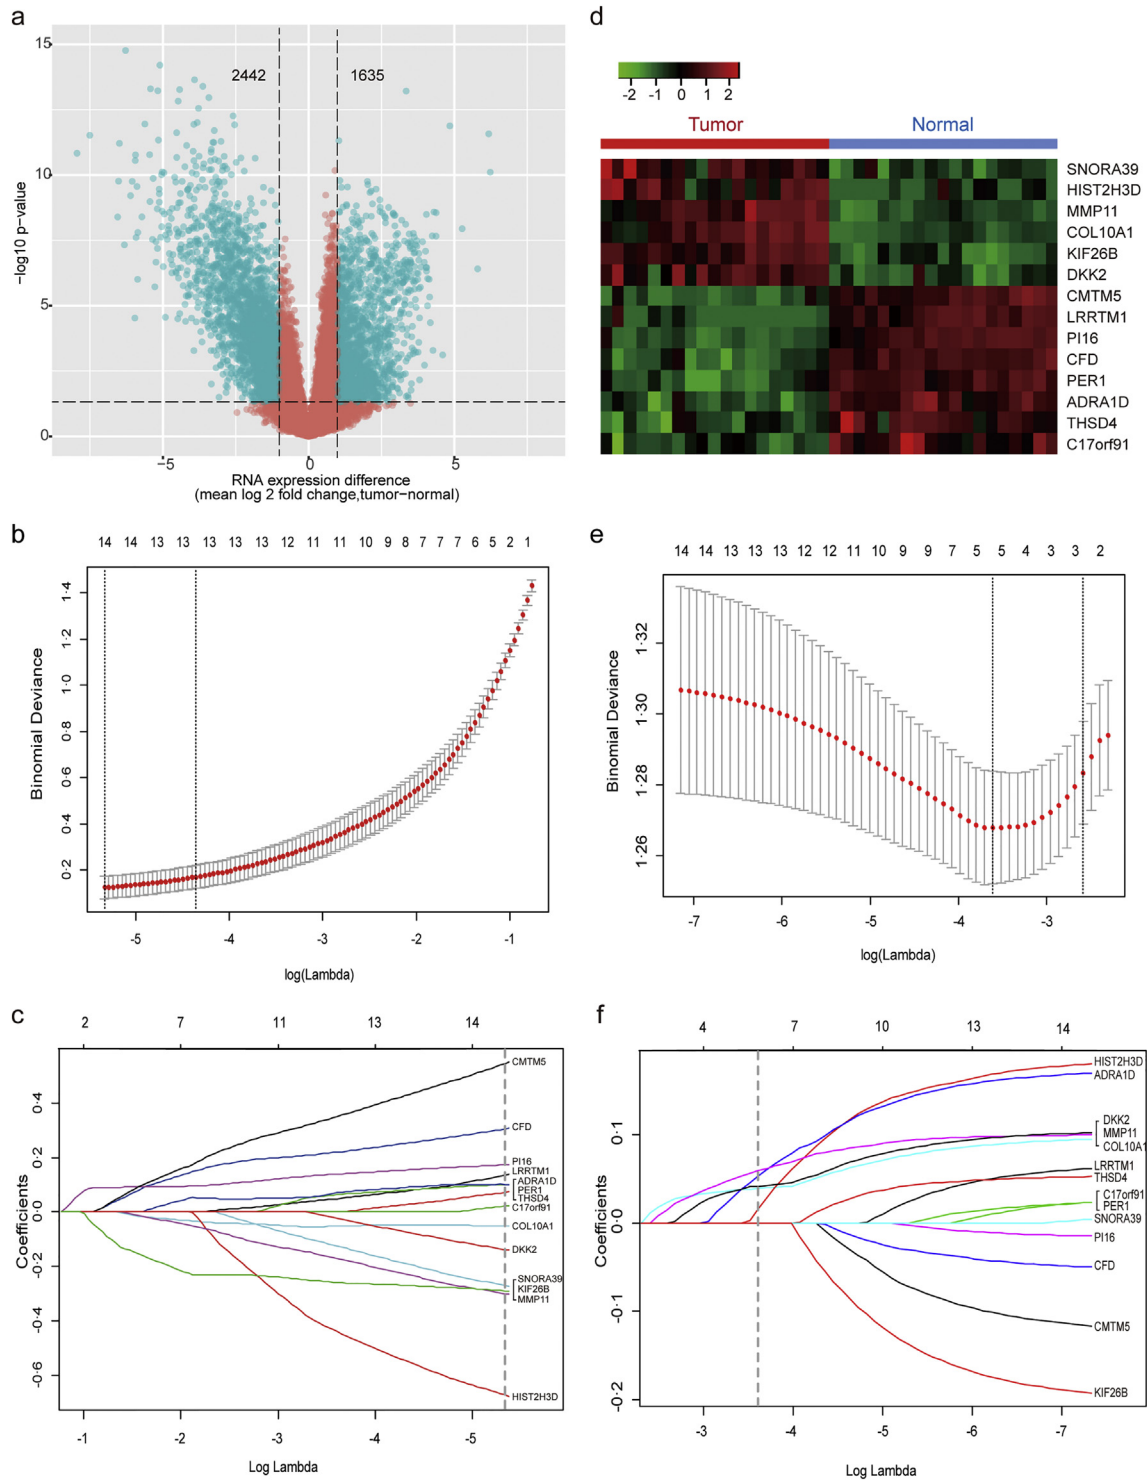 a
15
10
5
0
−log10 p-value
2442
1635
−5
0
5
RNA expression difference
(mean log 2 fold change,tumor−normal)
d
-2 -1 0 1 2
Tumor
Normal
SNORA39
HIST2H3D
MMP11
COL10A1
KIF26B
DKK2
CMTM5
LRRTM1
PI16
CFD
PER1
ADRA1D
THSD4
C17orf91
b
14 14 13 13 13 13 13 12 11 11 10 9 8 7 7 7 6 5 2 1
Binomial Deviance
1·4
1·2
1·0
0·8
0·6
0·4
0·2
-5 -4 -3 -2 -1
log(Lambda)
e
14 14 13 13 13 12 12 11 10 9 9 7 5 5 4 3 3 2
Binomial Deviance
1·32
1·30
1·28
1·26
-7 -6 -5 -4 -3
log(Lambda)
c
2 7 11 13 14
Coefficients
0·4
0·2
0·0
-0·2
-0·4
-0·6
CMTM5
CFD
PI16
LRRTM1
ADRA1D
PER1
THSD4
C17orf91
COL10A1
DKK2
SNORA39
KIF26B
MMP11
HIST2H3D
-1 -2 -3 -4 -5
Log Lambda
f
4 7 10 13 14
Coefficients
0·1
0·0
-0·1
-0·2
HIST2H3D
ADRA1D
DKK2
MMP11
COL10A1
LRRTM1
THSD4
C17orf91
PER1
SNORA39
PI16
CFD
CMTM5
KIF26B
-3 -4 -5 -6 -7
Log Lambda